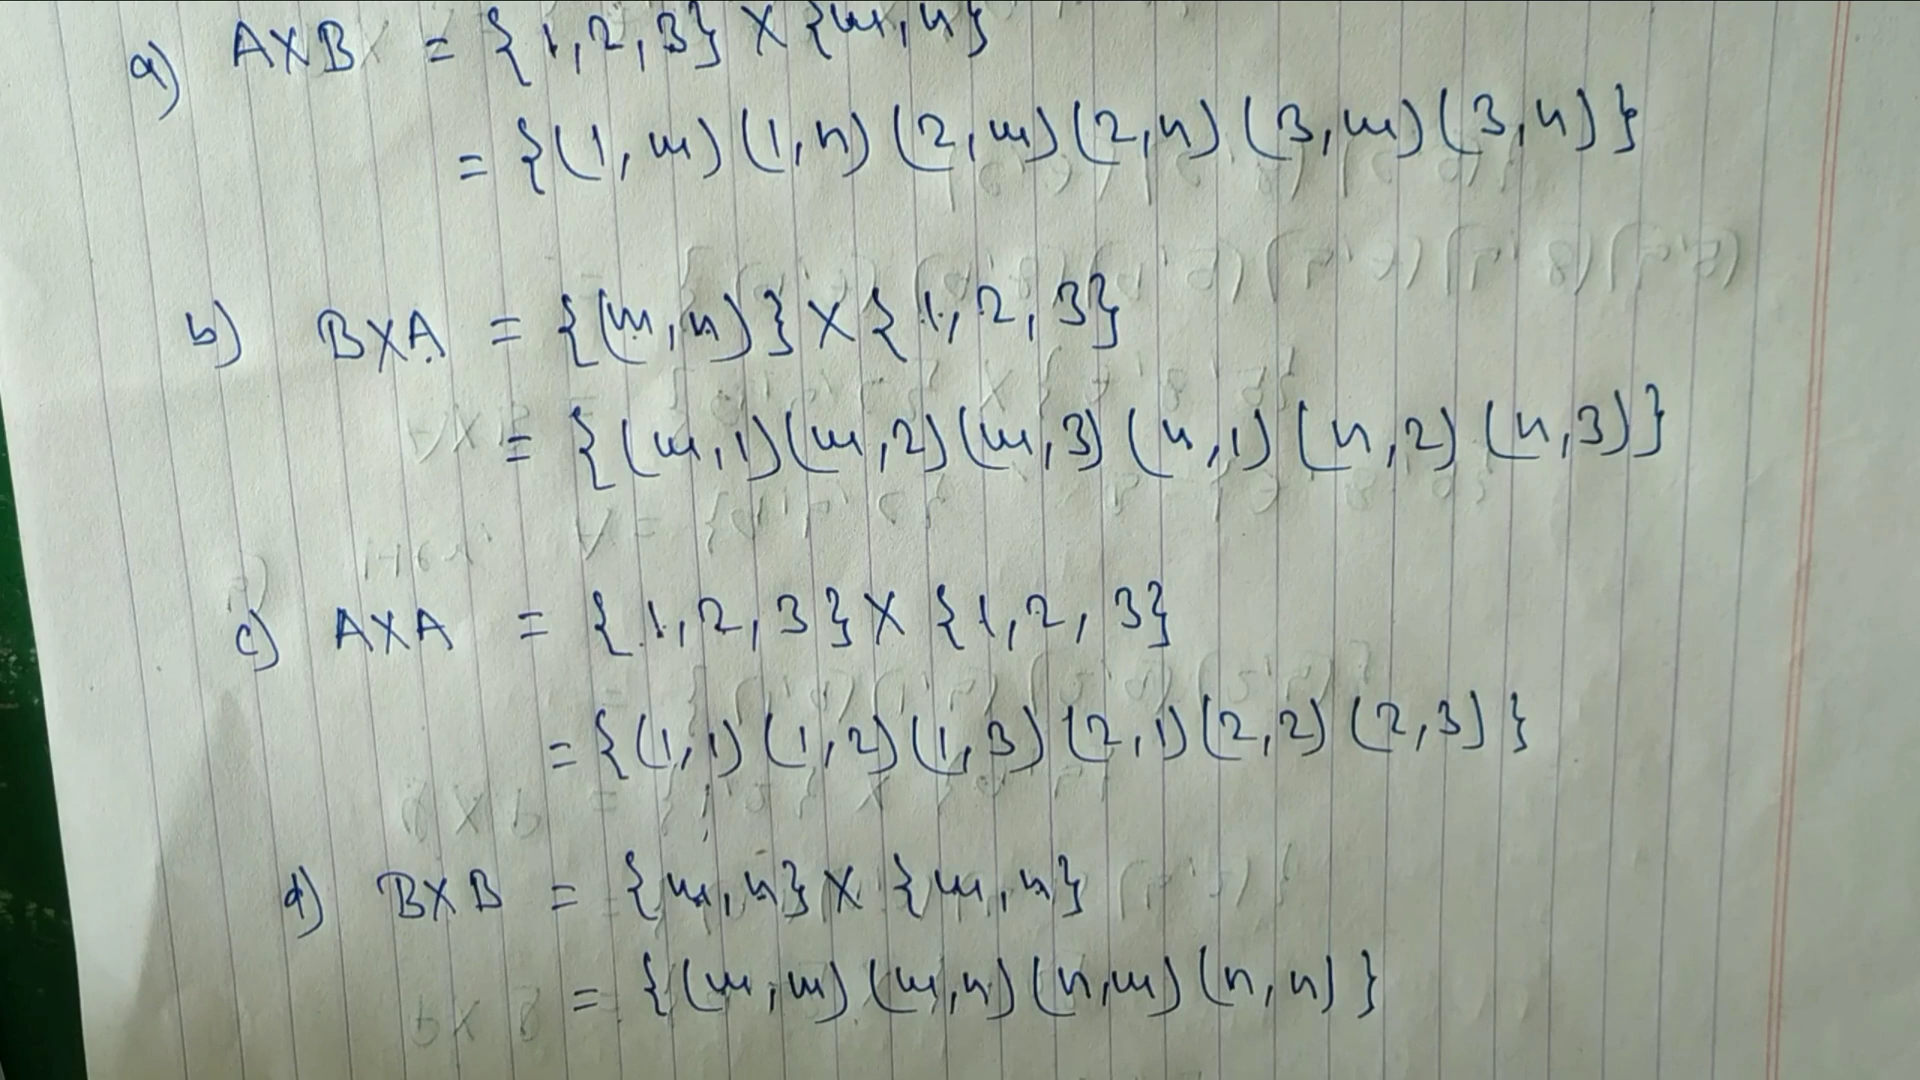 a) A×B = {1,2,3} × {m,n}
= {(1,m) (1,n) (2,m) (2,n) (3,m) (3,n)}
b) B×A = {(m,n)} × {1,2,3}
= {(m,1) (m,2) (m,3) (n,1) (n,2) (n,3)}
c) A×A = {1,2,3} × {1,2,3}
= {(1,1) (1,2) (1,3) (2,1) (2,2) (2,3)}
d) B×B = {m,n} × {m,n}
= {(m,m) (m,n) (n,m) (n,n)}